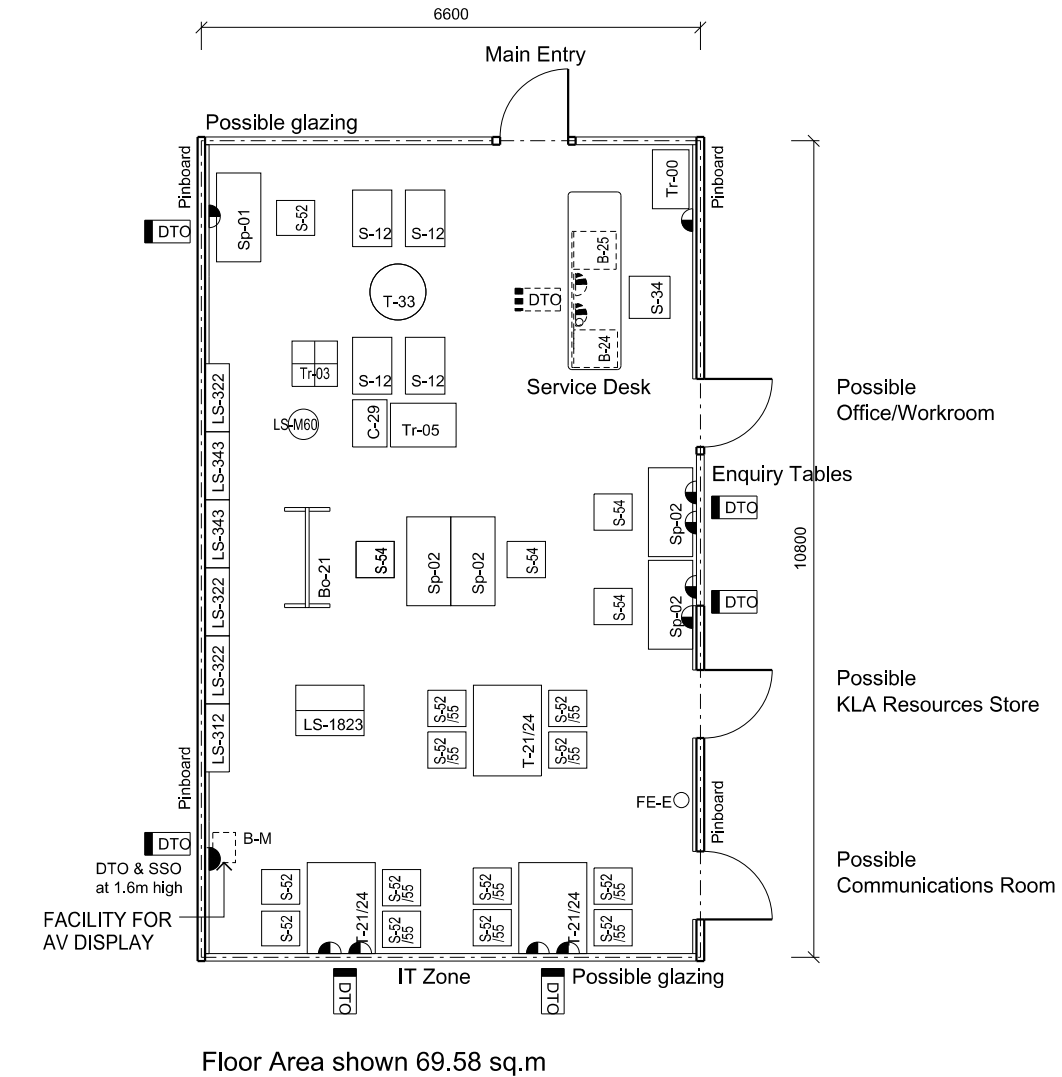 6600
Main Entry
Possible glazing
Pinboard
Pinboard
Tr-00
Sp-01
S-52
S-12
S-12
B-25
DTO
DTO
S-34
T-33
B-24
Tr-03
S-12
S-12
Service Desk
LS-322
Possible
Office/Workroom
LS-M60
C-29
Tr-05
LS-343
Enquiry Tables
LS-343
S-54
Sp-02
DTO
10800
Bo-21
S-54
Sp-02
Sp-02
S-54
LS-322
S-54
Sp-02
DTO
LS-322
Possible
KLA Resources Store
LS-312
LS-1823
S-52
/55
S-52
/55
T-21/24
S-52
/55
S-52
/55
Pinboard
FE-E
Pinboard
DTO
B-M
DTO & SSO
at 1.6m high
Possible
Communications Room
FACILITY FOR
AV DISPLAY
S-52
S-52
T-21/24
S-52
/55
S-52
/55
S-52
/55
S-52
/55
T-21/24
S-52
/55
S-52
/55
IT Zone
Possible glazing
DTO
DTO
Floor Area shown 69.58 sq.m